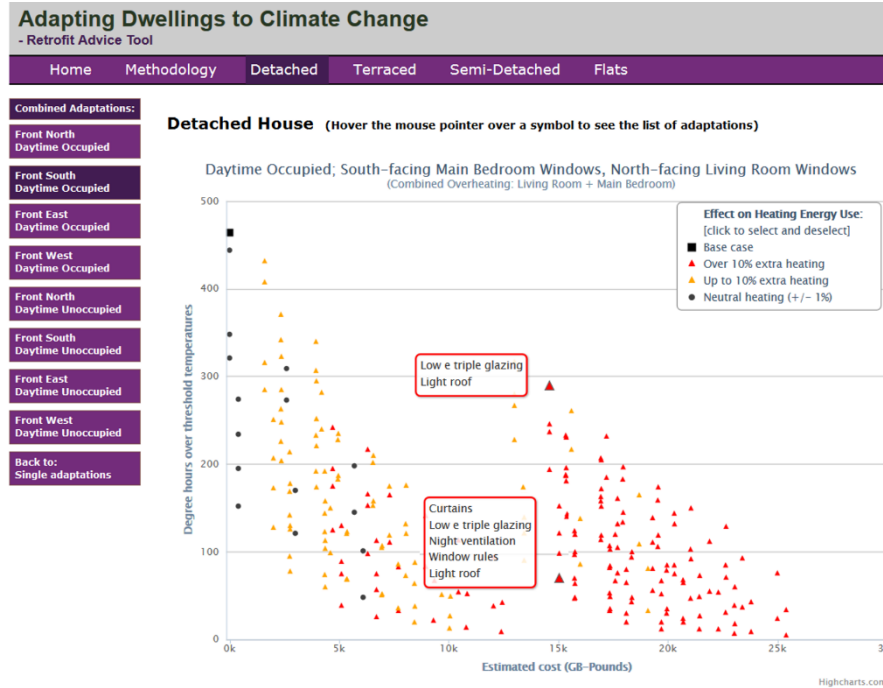 Adapting Dwellings to Climate Change
- Retrofit Advice Tool
Home Methodology Detached Terraced Semi-Detached Flats
Combined Adaptations:
Front North
Daytime Occupied
Front South
Daytime Occupied
Front East
Daytime Occupied
Front West
Daytime Occupied
Front North
Daytime Unoccupied
Front South
Daytime Unoccupied
Front East
Daytime Unoccupied
Front West
Daytime Unoccupied
Back to:
Single adaptations
Detached House (Hover the mouse pointer over a symbol to see the list of adaptations)
Daytime Occupied; South-facing Main Bedroom Windows, North-facing Living Room Windows
(Combined Overheating: Living Room + Main Bedroom)
Degree hours over threshold temperatures
500
400
300
200
100
0
Effect on Heating Energy Use:
[click to select and deselect]
Base case
Over 10% extra heating
Up to 10% extra heating
Neutral heating (+/- 1%)
Low e triple glazing
Light roof
Curtains
Low e triple glazing
Night ventilation
Window rules
Light roof
0k 5k 10k 15k 20k 25k
Estimated cost (GB-Pounds)
Highcharts.com